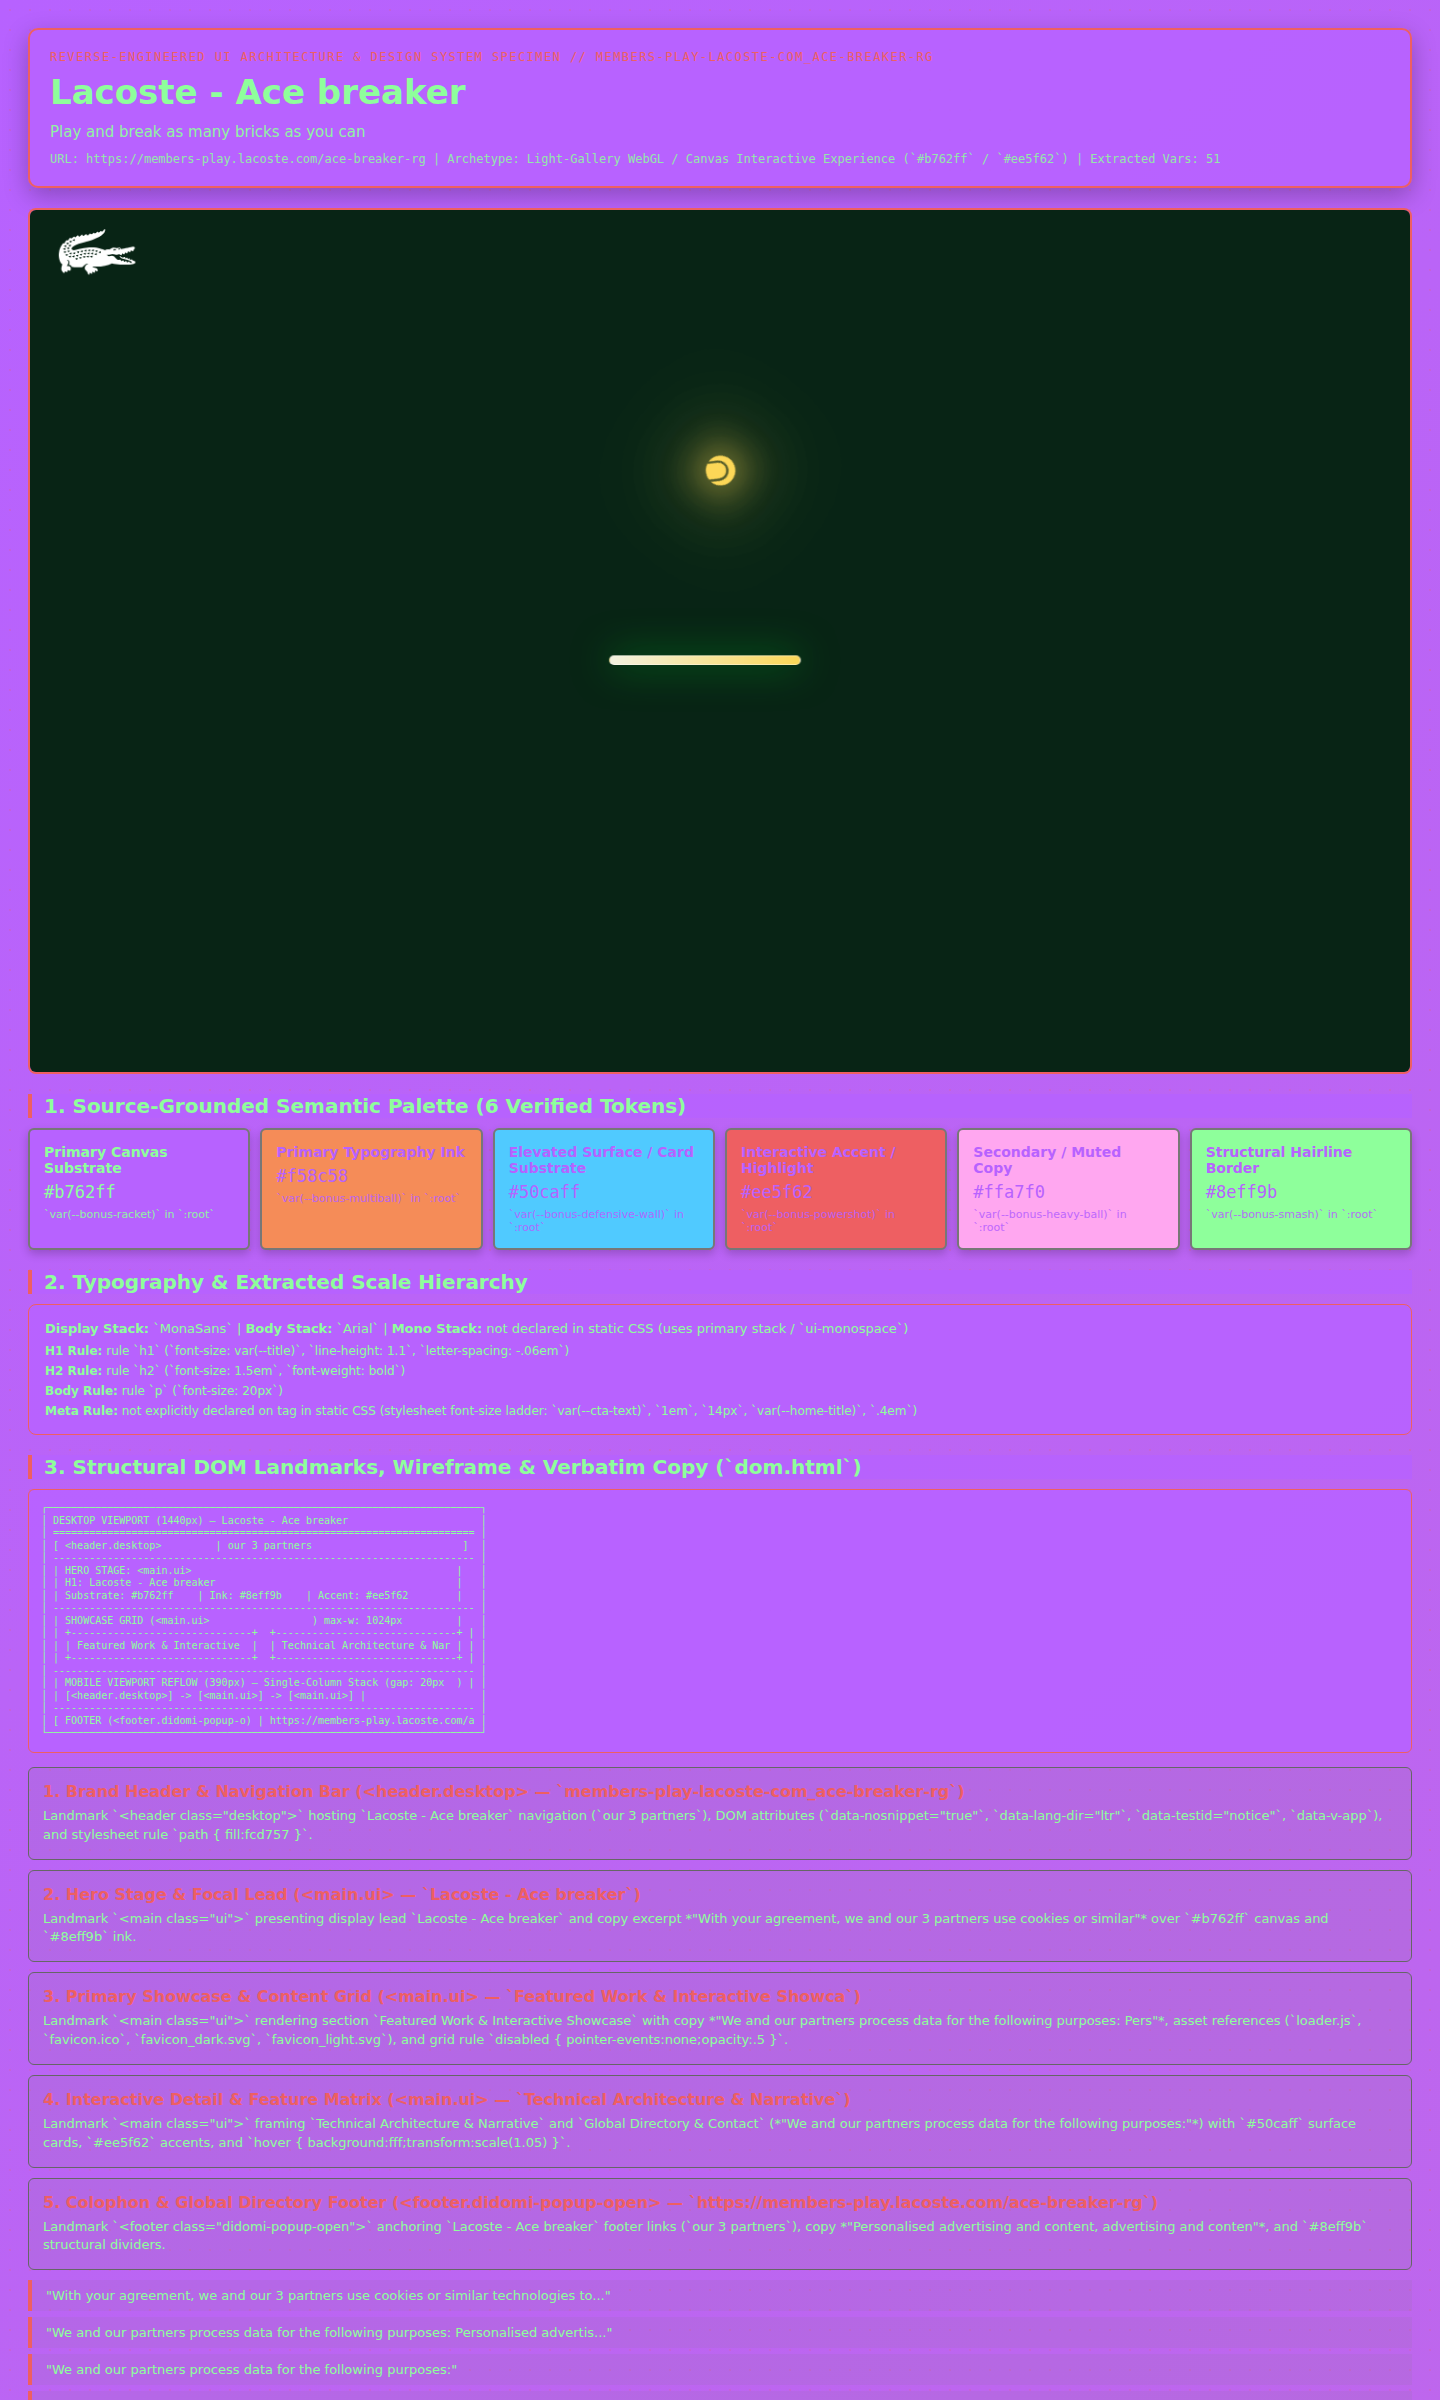 REVERSE ENGINEERED UI ARCHITECTURE & DESIGN SYSTEM SPECIMEN // MEMBERS PLAY LACOSTE COM ACE BREAKER RG
Lacoste - Ace breaker
Play and break as many bricks as you can
URL: https://members-play.lacoste.com/ace-breaker-rg | Archetype: Light-Gallery WebGL / Canvas Interactive Experience (`#b762ff` / `#ee5f62`) | Extracted Vars: 51
1. Source-Grounded Semantic Palette (6 Verified Tokens)
Primary Canvas
Substrate
#b762ff
`var(--bonus-racket)` in `:root`
Primary Typography Ink
#f58c58
`var(--bonus-multiball)` in `:root`
Elevated Surface / Card
Substrate
#50caff
`var(--bonus-defensive-wall)` in
`:root`
Interactive Accent /
Highlight
#ee5f62
`var(--bonus-powershot)` in
`:root`
Secondary / Muted
Copy
#ffa7f0
`var(--bonus-heavy-ball)` in
`:root`
Structural Hairline
Border
#8eff9b
`var(--bonus-smash)` in `:root`
2. Typography & Extracted Scale Hierarchy
Display Stack: `MonaSans` | Body Stack: `Arial` | Mono Stack: not declared in static CSS (uses primary stack / `ui-monospace`)
H1 Rule: rule `h1` (`font-size: var(--title)`, `line-height: 1.1`, `letter-spacing: -.06em`)
H2 Rule: rule `h2` (`font-size: 1.5em`, `font-weight: bold`)
Body Rule: rule `p` (`font-size: 20px`)
Meta Rule: not explicitly declared on tag in static CSS (stylesheet font-size ladder: `var(--cta-text)`, `1em`, `14px`, `var(--home-title)`, `.4em`)
3. Structural DOM Landmarks, Wireframe & Verbatim Copy (`dom.html`)
DESKTOP VIEWPORT (1440px) — Lacoste - Ace breaker
[ <header.desktop> | our 3 partners ]
| HERO STAGE: <main.ui> |
| H1: Lacoste - Ace breaker |
| Substrate: #b762ff | Ink: #8eff9b | Accent: #ee5f62 |
| SHOWCASE GRID (<main.ui> ) max-w: 1024px |
| | Featured Work & Interactive | | Technical Architecture & Nar | |
| MOBILE VIEWPORT REFLOW (390px) — Single-Column Stack (gap: 20px ) |
| [<header.desktop>] -> [<main.ui>] -> [<main.ui>] |
[ FOOTER (<footer.didomi-popup-o) | https://members-play.lacoste.com/a
1. Brand Header & Navigation Bar (<header.desktop> — `members-play-lacoste-com_ace-breaker-rg`)
Landmark `<header class="desktop">` hosting `Lacoste - Ace breaker` navigation (`our 3 partners`), DOM attributes (`data-nosnippet="true"`, `data-lang-dir="ltr"`, `data-testid="notice"`, `data-v-app`),
and stylesheet rule `path { fill:fcd757 }`.
2. Hero Stage & Focal Lead (<main.ui> — `Lacoste - Ace breaker`)
Landmark `<main class="ui">` presenting display lead `Lacoste - Ace breaker` and copy excerpt *"With your agreement, we and our 3 partners use cookies or similar"* over `#b762ff` canvas and
`#8eff9b` ink.
3. Primary Showcase & Content Grid (<main.ui> — `Featured Work & Interactive Showca`)
Landmark `<main class="ui">` rendering section `Featured Work & Interactive Showcase` with copy *"We and our partners process data for the following purposes: Pers"*, asset references (`loader.js`,
`favicon.ico`, `favicon_dark.svg`, `favicon_light.svg`), and grid rule `disabled { pointer-events:none;opacity:.5 }`.
4. Interactive Detail & Feature Matrix (<main.ui> — `Technical Architecture & Narrative`)
Landmark `<main class="ui">` framing `Technical Architecture & Narrative` and `Global Directory & Contact` (*"We and our partners process data for the following purposes:"*) with `#50caff` surface
cards, `#ee5f62` accents, and `hover { background:fff;transform:scale(1.05) }`.
5. Colophon & Global Directory Footer (<footer.didomi-popup-open> — `https://members-play.lacoste.com/ace-breaker-rg`)
Landmark `<footer class="didomi-popup-open">` anchoring `Lacoste - Ace breaker` footer links (`our 3 partners`), copy *"Personalised advertising and content, advertising and conten"*, and `#8eff9b`
structural dividers.
"With your agreement, we and our 3 partners use cookies or similar technologies to..."
"We and our partners process data for the following purposes: Personalised advertis..."
"We and our partners process data for the following purposes:"